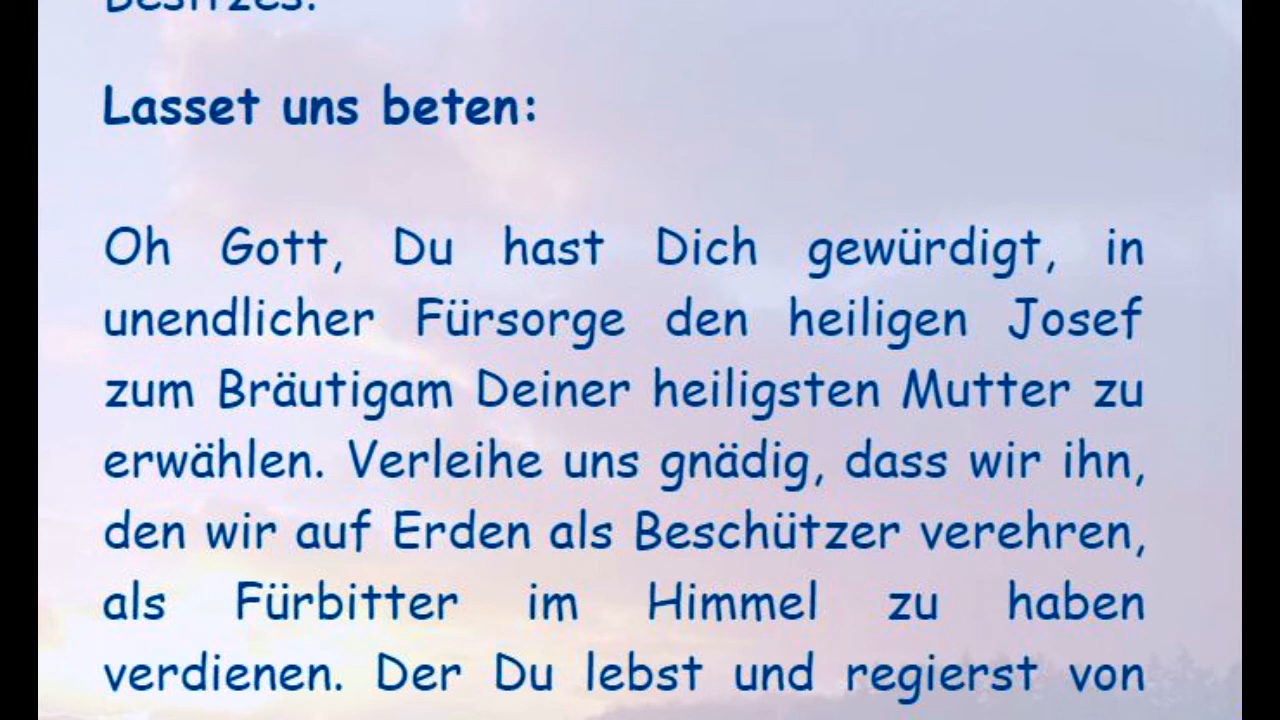 Besitzes.
Lasset uns beten:
Oh Gott, Du hast Dich gewürdigt, in
unendlicher Fürsorge den heiligen Josef
zum Bräutigam Deiner heiligsten Mutter zu
erwählen. Verleihe uns gnädig, dass wir ihn,
den wir auf Erden als Beschützer verehren,
als Fürbitter im Himmel zu haben
verdienen. Der Du lebst und regierst von